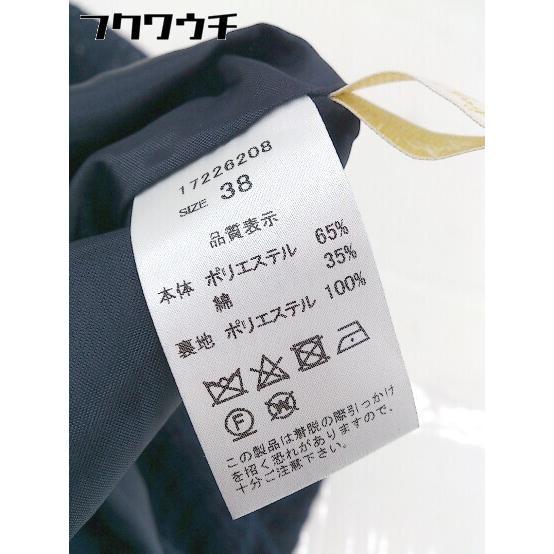 フクワウチ
17226208
SIZE 38
品質表示
本体 ポリエステル 65%
綿 35%
裏地 ポリエステル 100%
F
W
この製品は着脱の際引っかけ
を招く恐れがありますので、
十分ご注意下さい。